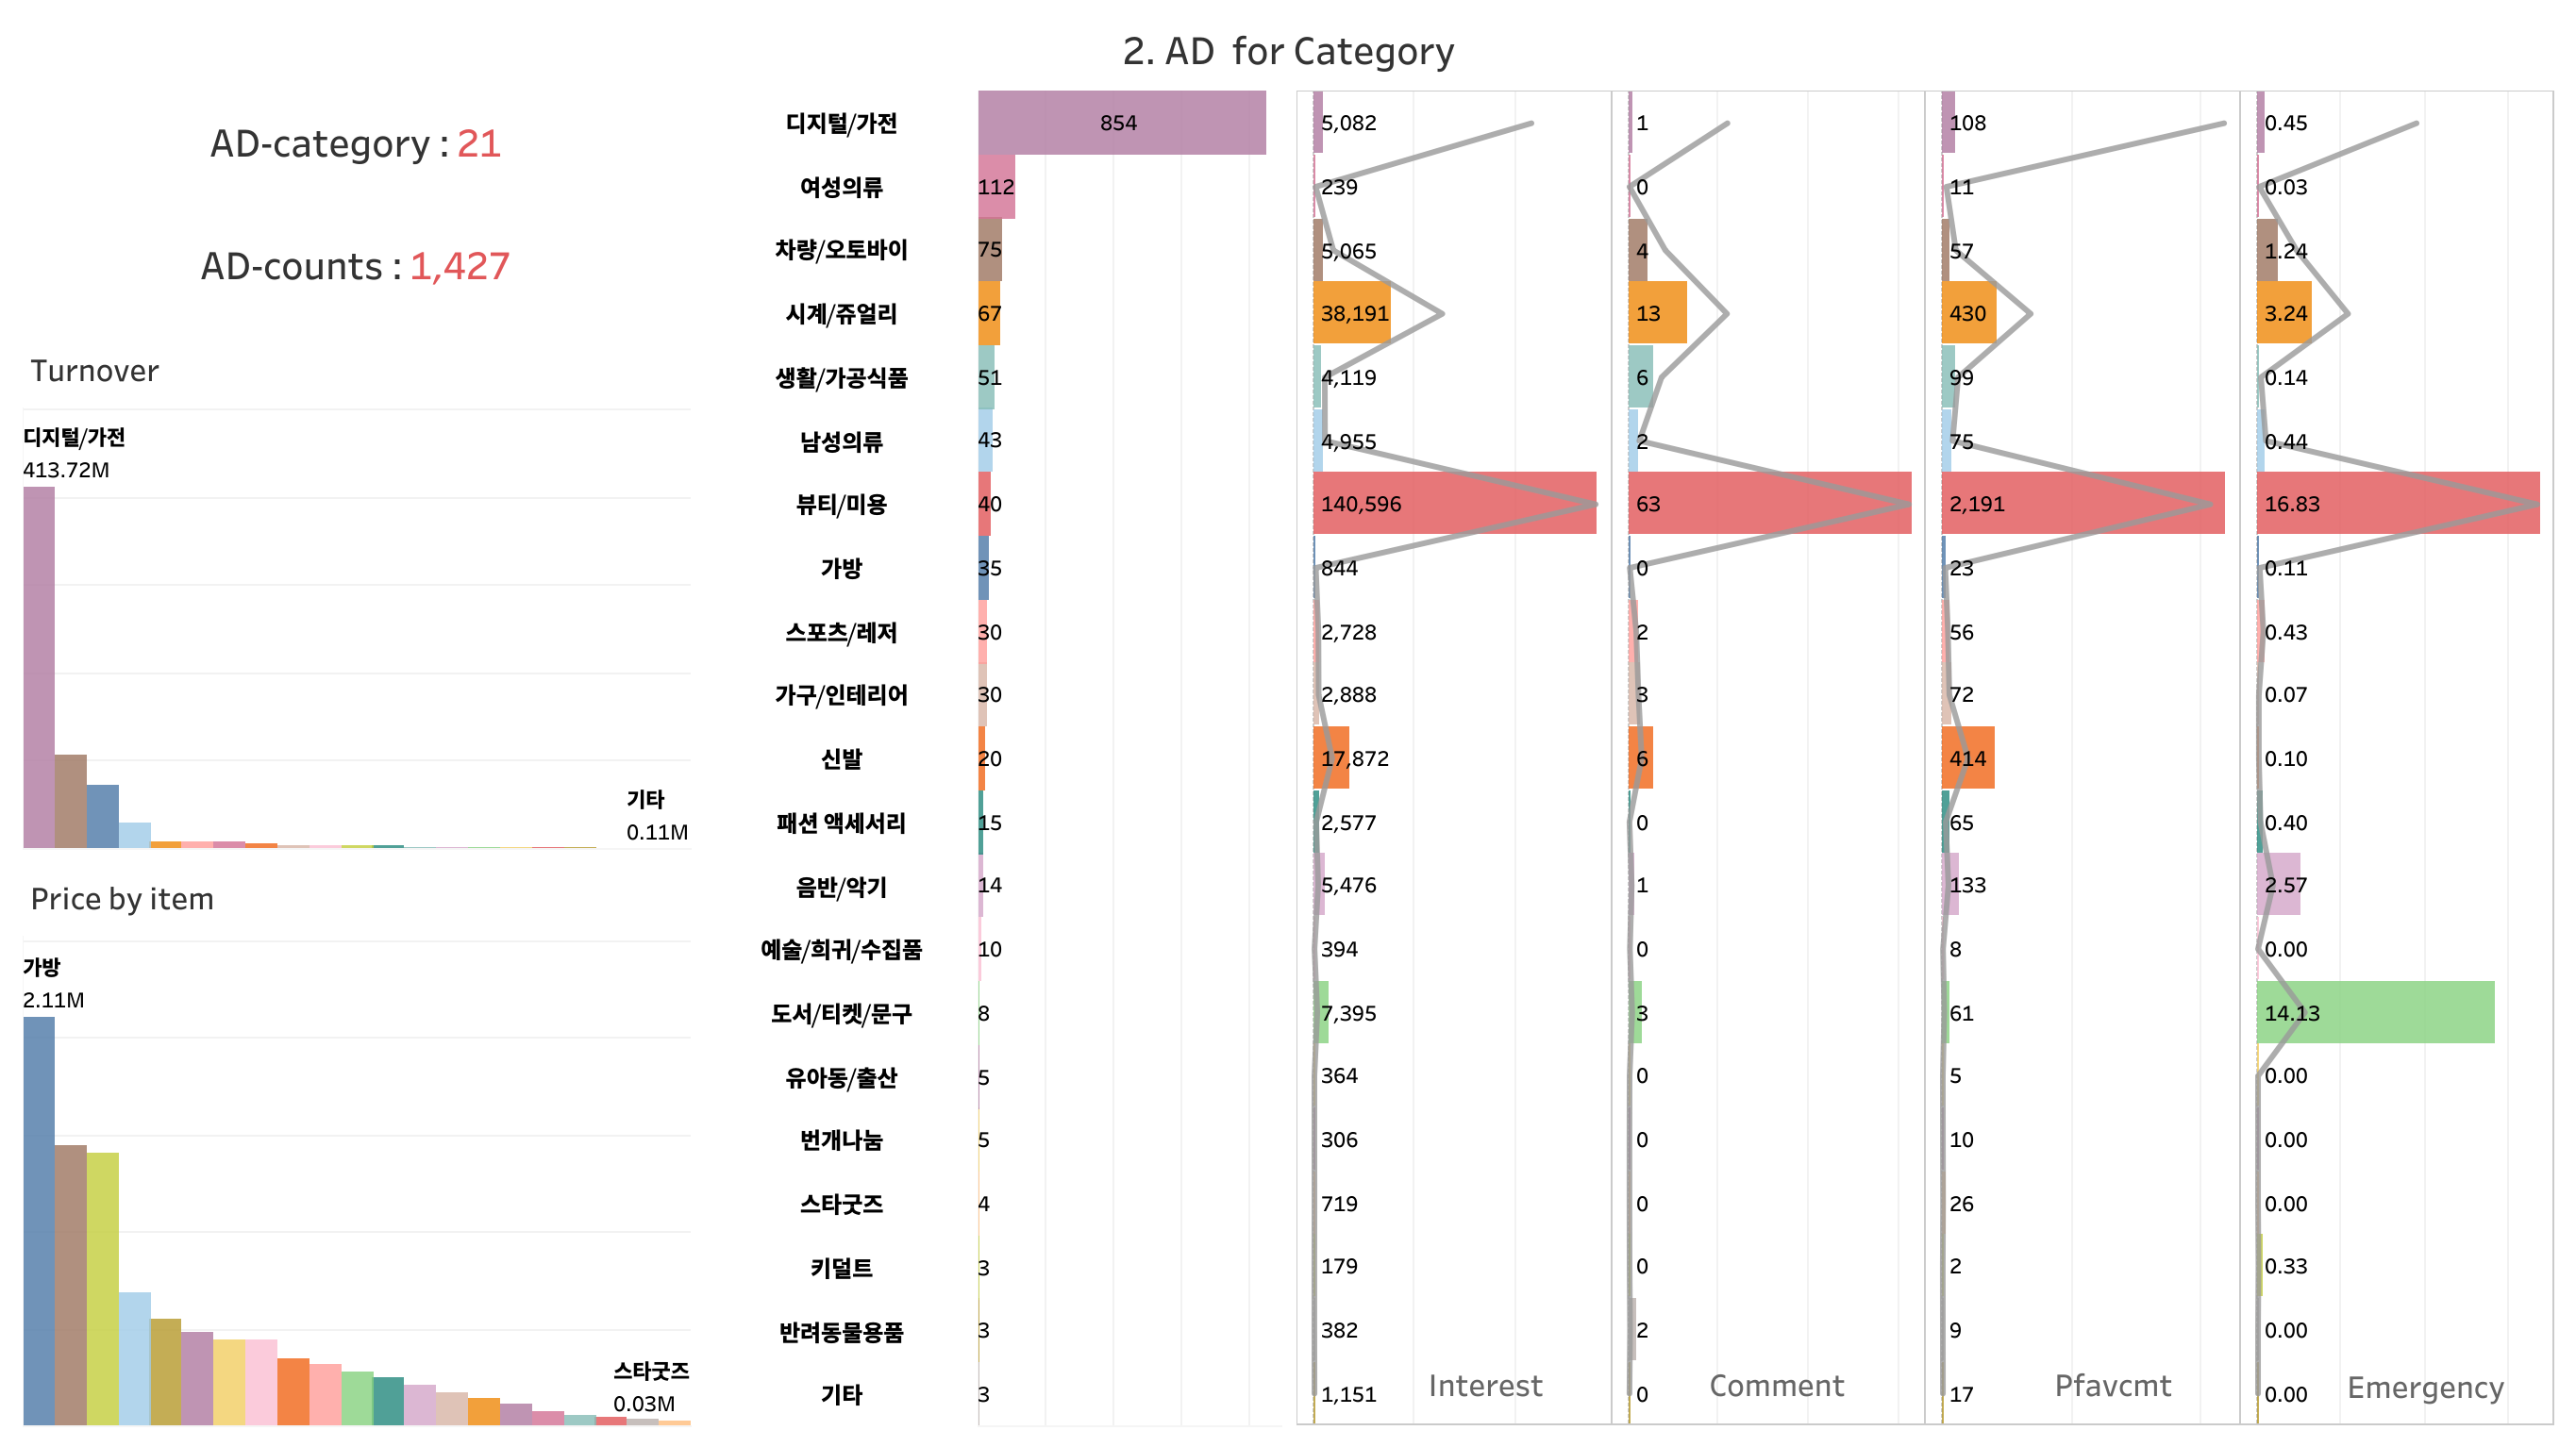 2. AD for Category
AD-category : 21
AD-counts : 1,427
Turnover
디지털/가전
413.72M
기타
0.11M
Price by item
가방
2.11M
스타굿즈
0.03M
디지털/가전 854 5,082 1 108 0.45
여성의류 112 239 0 11 0.03
차량/오토바이 75 5,065 4 57 1.24
시계/쥬얼리 67 38,191 13 430 3.24
생활/가공식품 51 4,119 6 99 0.14
남성의류 43 4,955 2 75 0.44
뷰티/미용 40 140,596 63 2,191 16.83
가방 35 844 0 23 0.11
스포츠/레저 30 2,728 2 56 0.43
가구/인테리어 30 2,888 3 72 0.07
신발 20 17,872 6 414 0.10
패션 액세서리 15 2,577 0 65 0.40
음반/악기 14 5,476 1 133 2.57
예술/희귀/수집품 10 394 0 8 0.00
도서/티켓/문구 8 7,395 3 61 14.13
유아동/출산 5 364 0 5 0.00
번개나눔 5 306 0 10 0.00
스타굿즈 4 719 0 26 0.00
키덜트 3 179 0 2 0.33
반려동물용품 3 382 2 9 0.00
기타 3 1,151 0 17 0.00
Interest Comment Pfavcmt Emergency